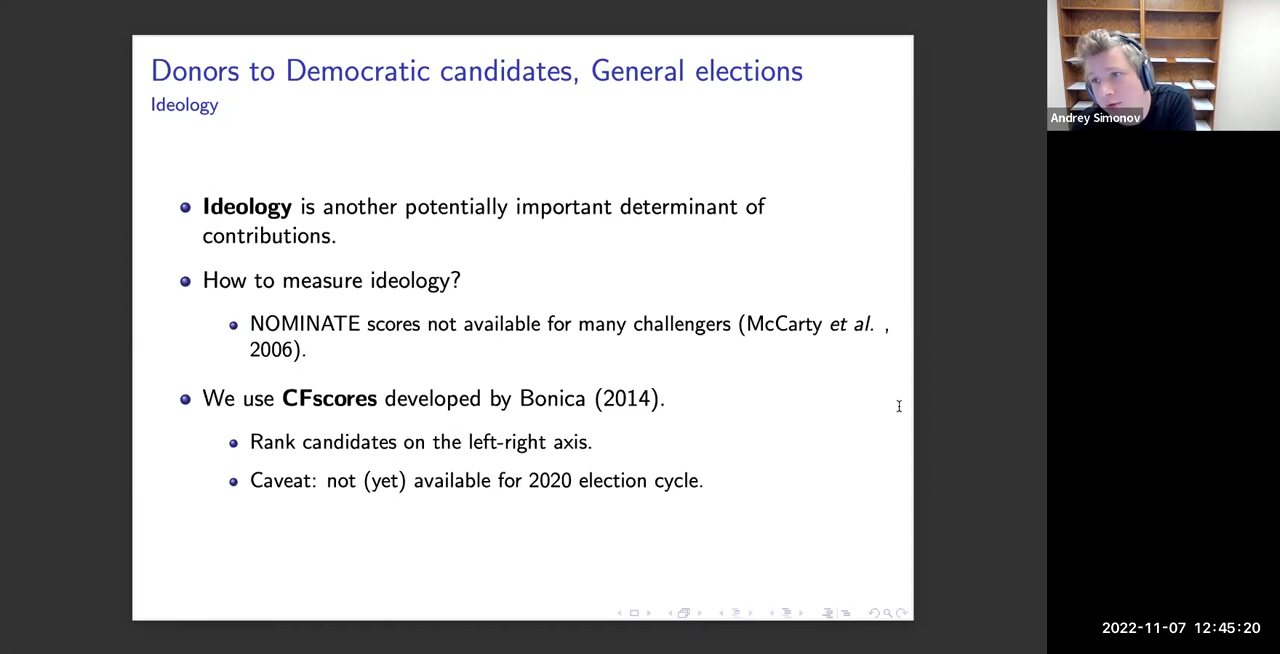 Donors to Democratic candidates, General elections
Ideology
Ideology is another potentially important determinant of
contributions.
How to measure ideology?
NOMINATE scores not available for many challengers (McCarty et al. ,
2006).
We use CFscores developed by Bonica (2014).
Rank candidates on the left-right axis.
Caveat: not (yet) available for 2020 election cycle.
Andrey Simonov
2022-11-07 12:45:20